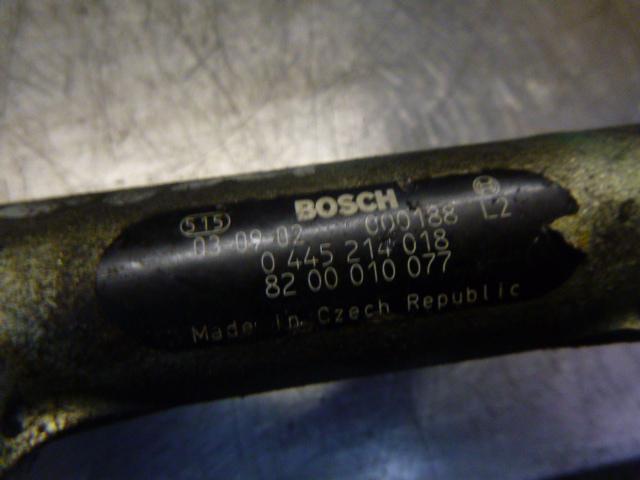 BOSCH
515 03-09-02 000188 L2
0 445 214 018
82 00 010 077
Made in Czech Republic